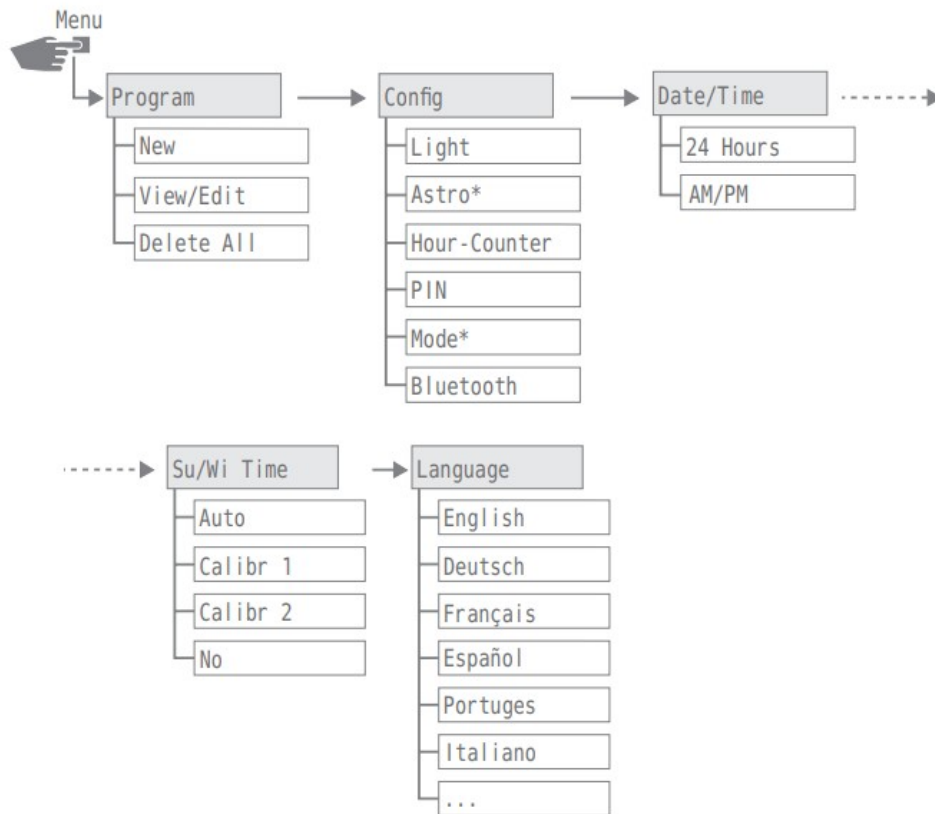 Menu
Program
New
View/Edit
Delete All
Config
Light
Astro*
Hour-Counter
PIN
Mode*
Bluetooth
Date/Time
24 Hours
AM/PM
Su/Wi Time
Auto
Calibr 1
Calibr 2
No
Language
English
Deutsch
Français
Español
Portuges
Italiano
...